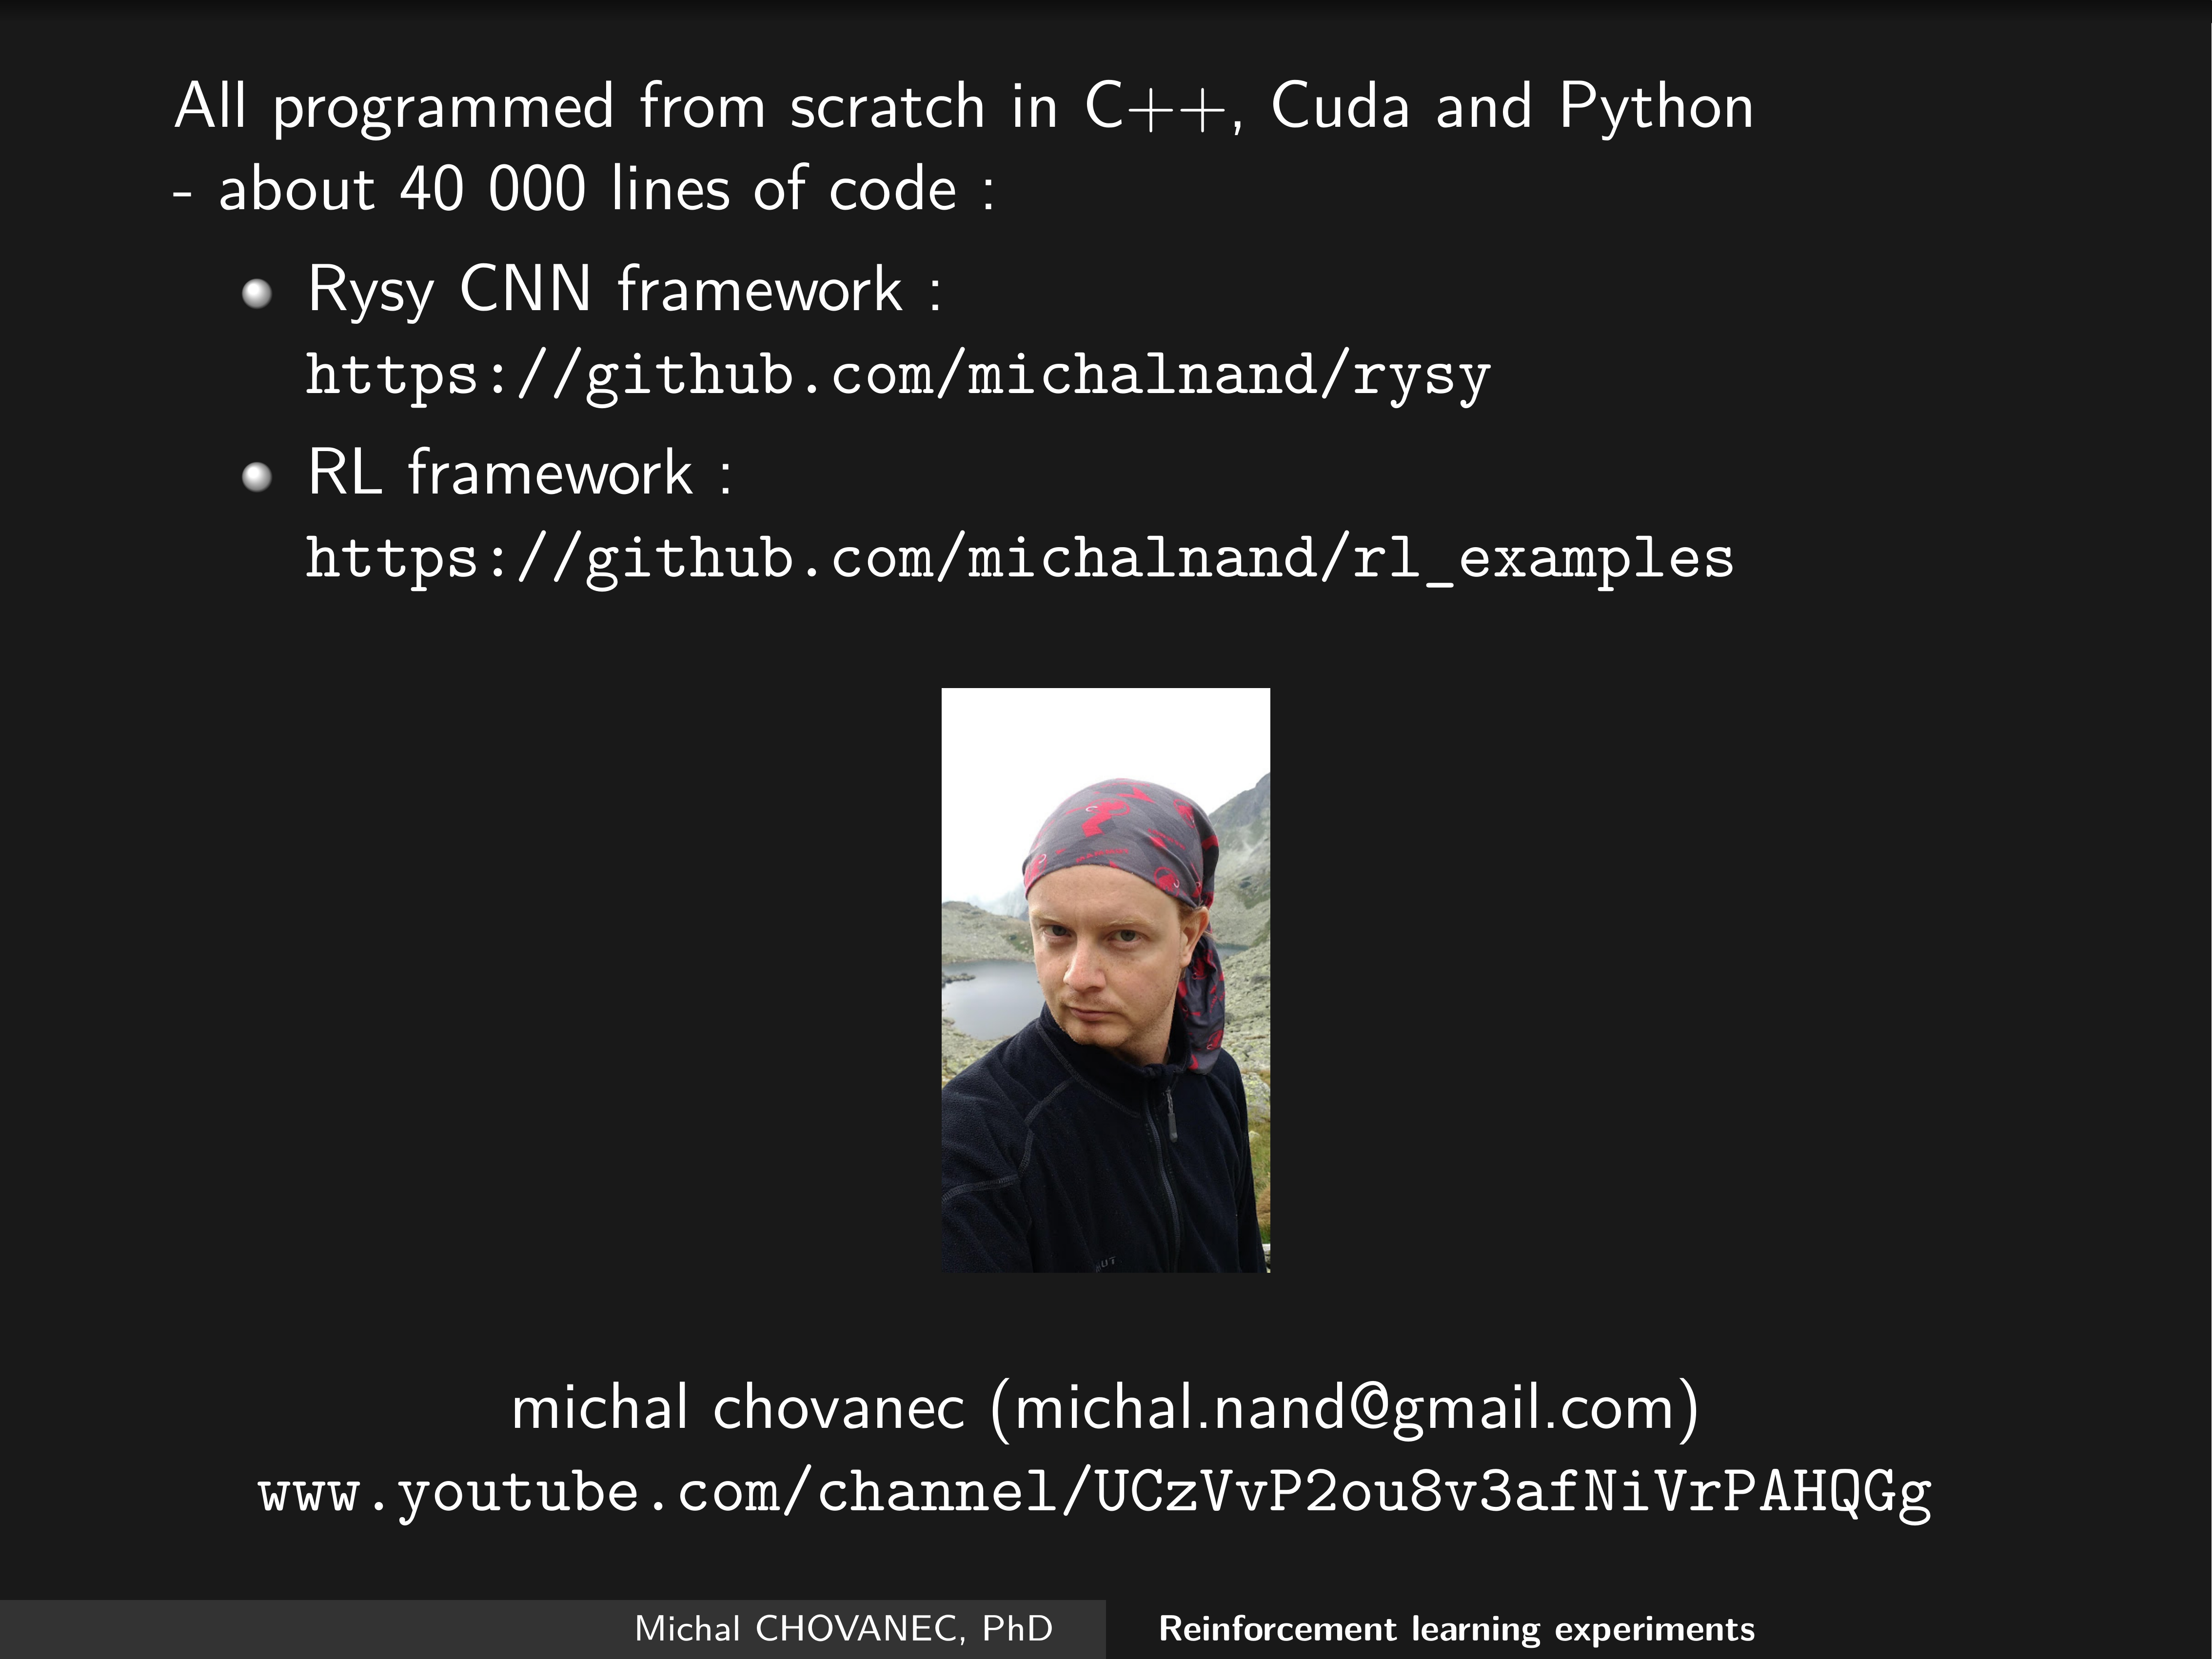 All programmed from scratch in C++, Cuda and Python
- about 40 000 lines of code :
Rysy CNN framework :
https://github.com/michalnand/rysy
RL framework :
https://github.com/michalnand/rl_examples
michal chovanec (michal.nand@gmail.com)
www.youtube.com/channel/UCzVvP2ou8v3afNiVrPAHQGg
Michal CHOVANEC, PhD
Reinforcement learning experiments